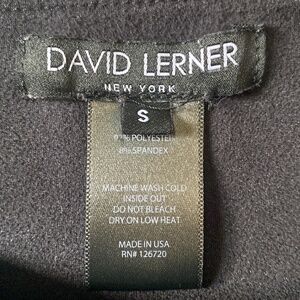 DAVID LERNER
NEW YORK
S
POLYESTER
8% SPANDEX
MACHINE WASH COLD
INSIDE OUT
DO NOT BLEACH
DRY ON LOW HEAT
MADE IN USA
RN# 126720